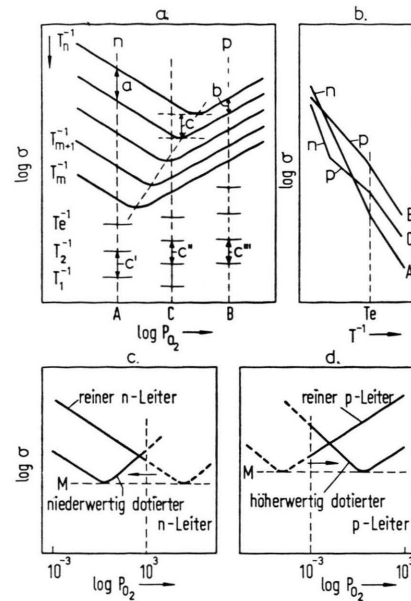 a.
T_n^-1
n
p
a
b
c
T_m+1^-1
T_m^-1
Te^-1
T_2^-1
T_1^-1
c'
c"
c"'
log σ
A
C
B
log P_O2
b.
n
p
n
p
B
A
log σ
Te
T^-1
c.
reiner n-Leiter
M
niederwertig dotierter
n-Leiter
log σ
10^-3
10^3
log P_O2
d.
reiner p-Leiter
M
höherwertig dotierter
p-Leiter
10^-3
log P_O2